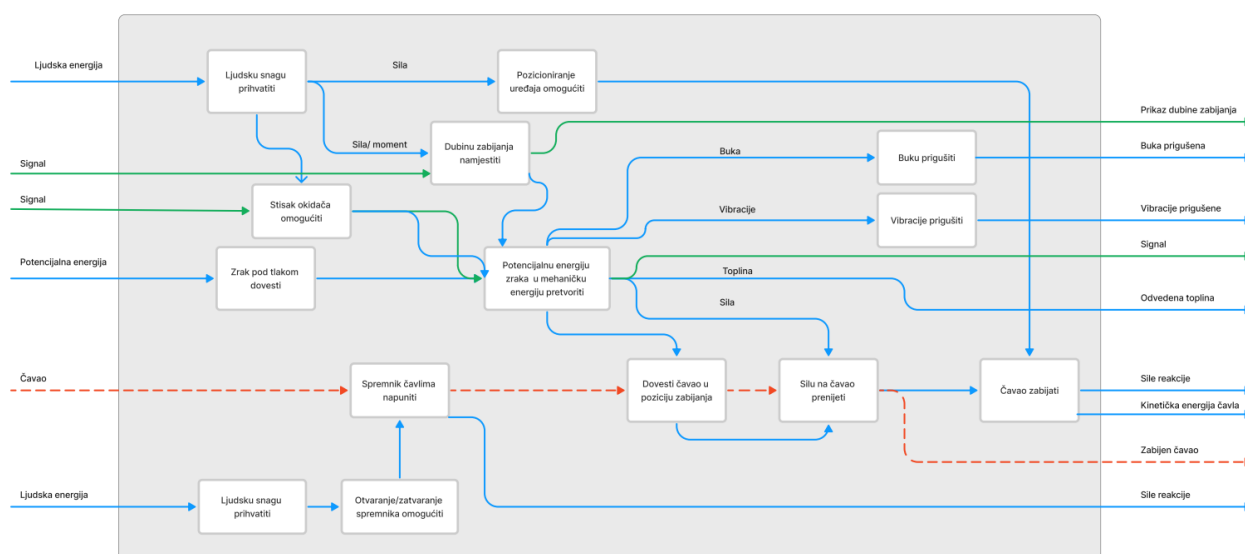 Ljudska energija
Ljudsku snagu
prihvatiti
Sila
Pozicioniranje
uređaja omogućiti
Prikaz dubine zabijanja
Sila/ moment
Dubinu zabijanja
namjestiti
Buka
Buku prigušiti
Buka prigušena
Signal
Signal
Stisak okidača
omogućiti
Vibracije
Vibracije prigušiti
Vibracije prigušene
Signal
Potencijalna energija
Zrak pod tlakom
dovesti
Potencijalnu energiju
zraka u mehaničku
energiju pretvoriti
Toplina
Sila
Odvedena toplina
Čavao
Spremnik čavlima
napuniti
Dovesti čavao u
poziciju zabijanja
Silu na čavao
prenijeti
Čavao zabijati
Sile reakcije
Kinetička energija čavla
Zabijen čavao
Ljudska energija
Ljudsku snagu
prihvatiti
Otvaranje/zatvaranje
spremnika omogućiti
Sile reakcije